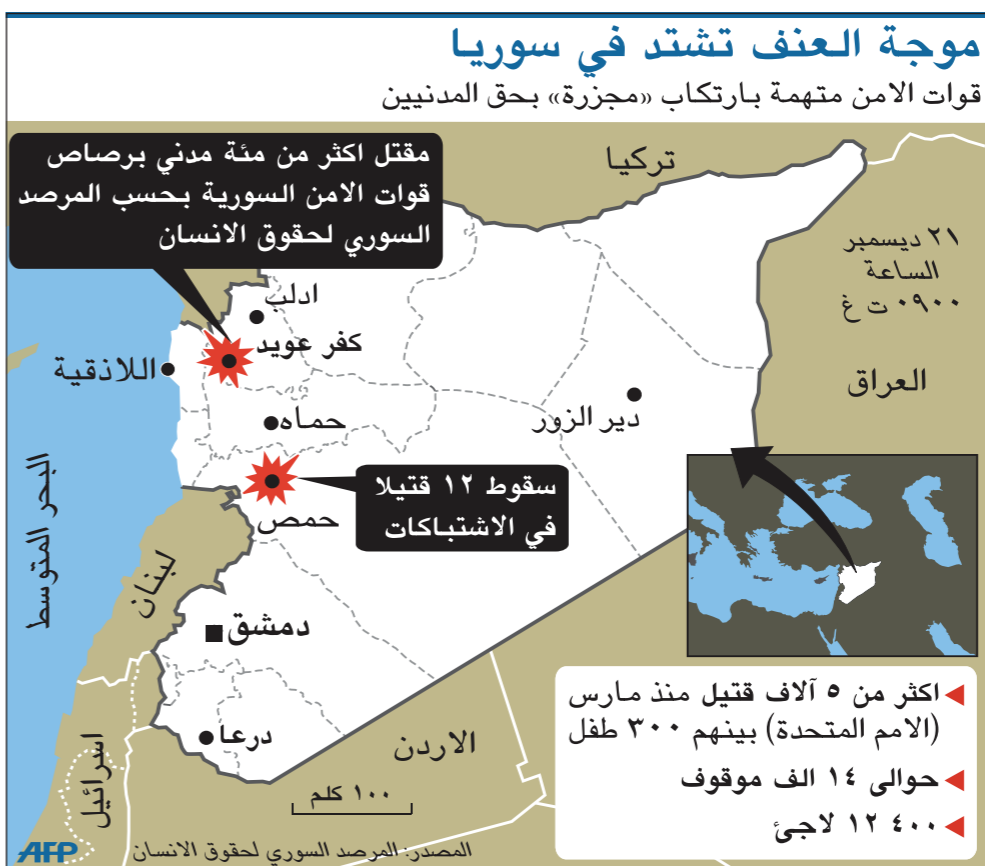 موجة العنف تشتد في سوريا
قوات الامن متهمة بارتكاب «مجزرة» بحق المدنيين
مقتل اكثر من مئة مدني برصاص
قوات الامن السورية بحسب المرصد
السوري لحقوق الانسان
تركيا
٢١ ديسمبر
الساعة
٠٩٠٠ ت غ
ادلب
كفر عويد
اللاذقية
العراق
دير الزور
حماه
سقوط ١٢ قتيلا
في الاشتباكات
حمص
البحر المتوسط
لبنان
دمشق
درعا
الاردن
اسرائيل
١٠٠ كلم
اكثر من ٥ آلاف قتيل منذ مارس
(الامم المتحدة) بينهم ٣٠٠ طفل
حوالى ١٤ الف موقوف
١٢ ٤٠٠ لاجئ
المصدر: المرصد السوري لحقوق الانسان
AFP